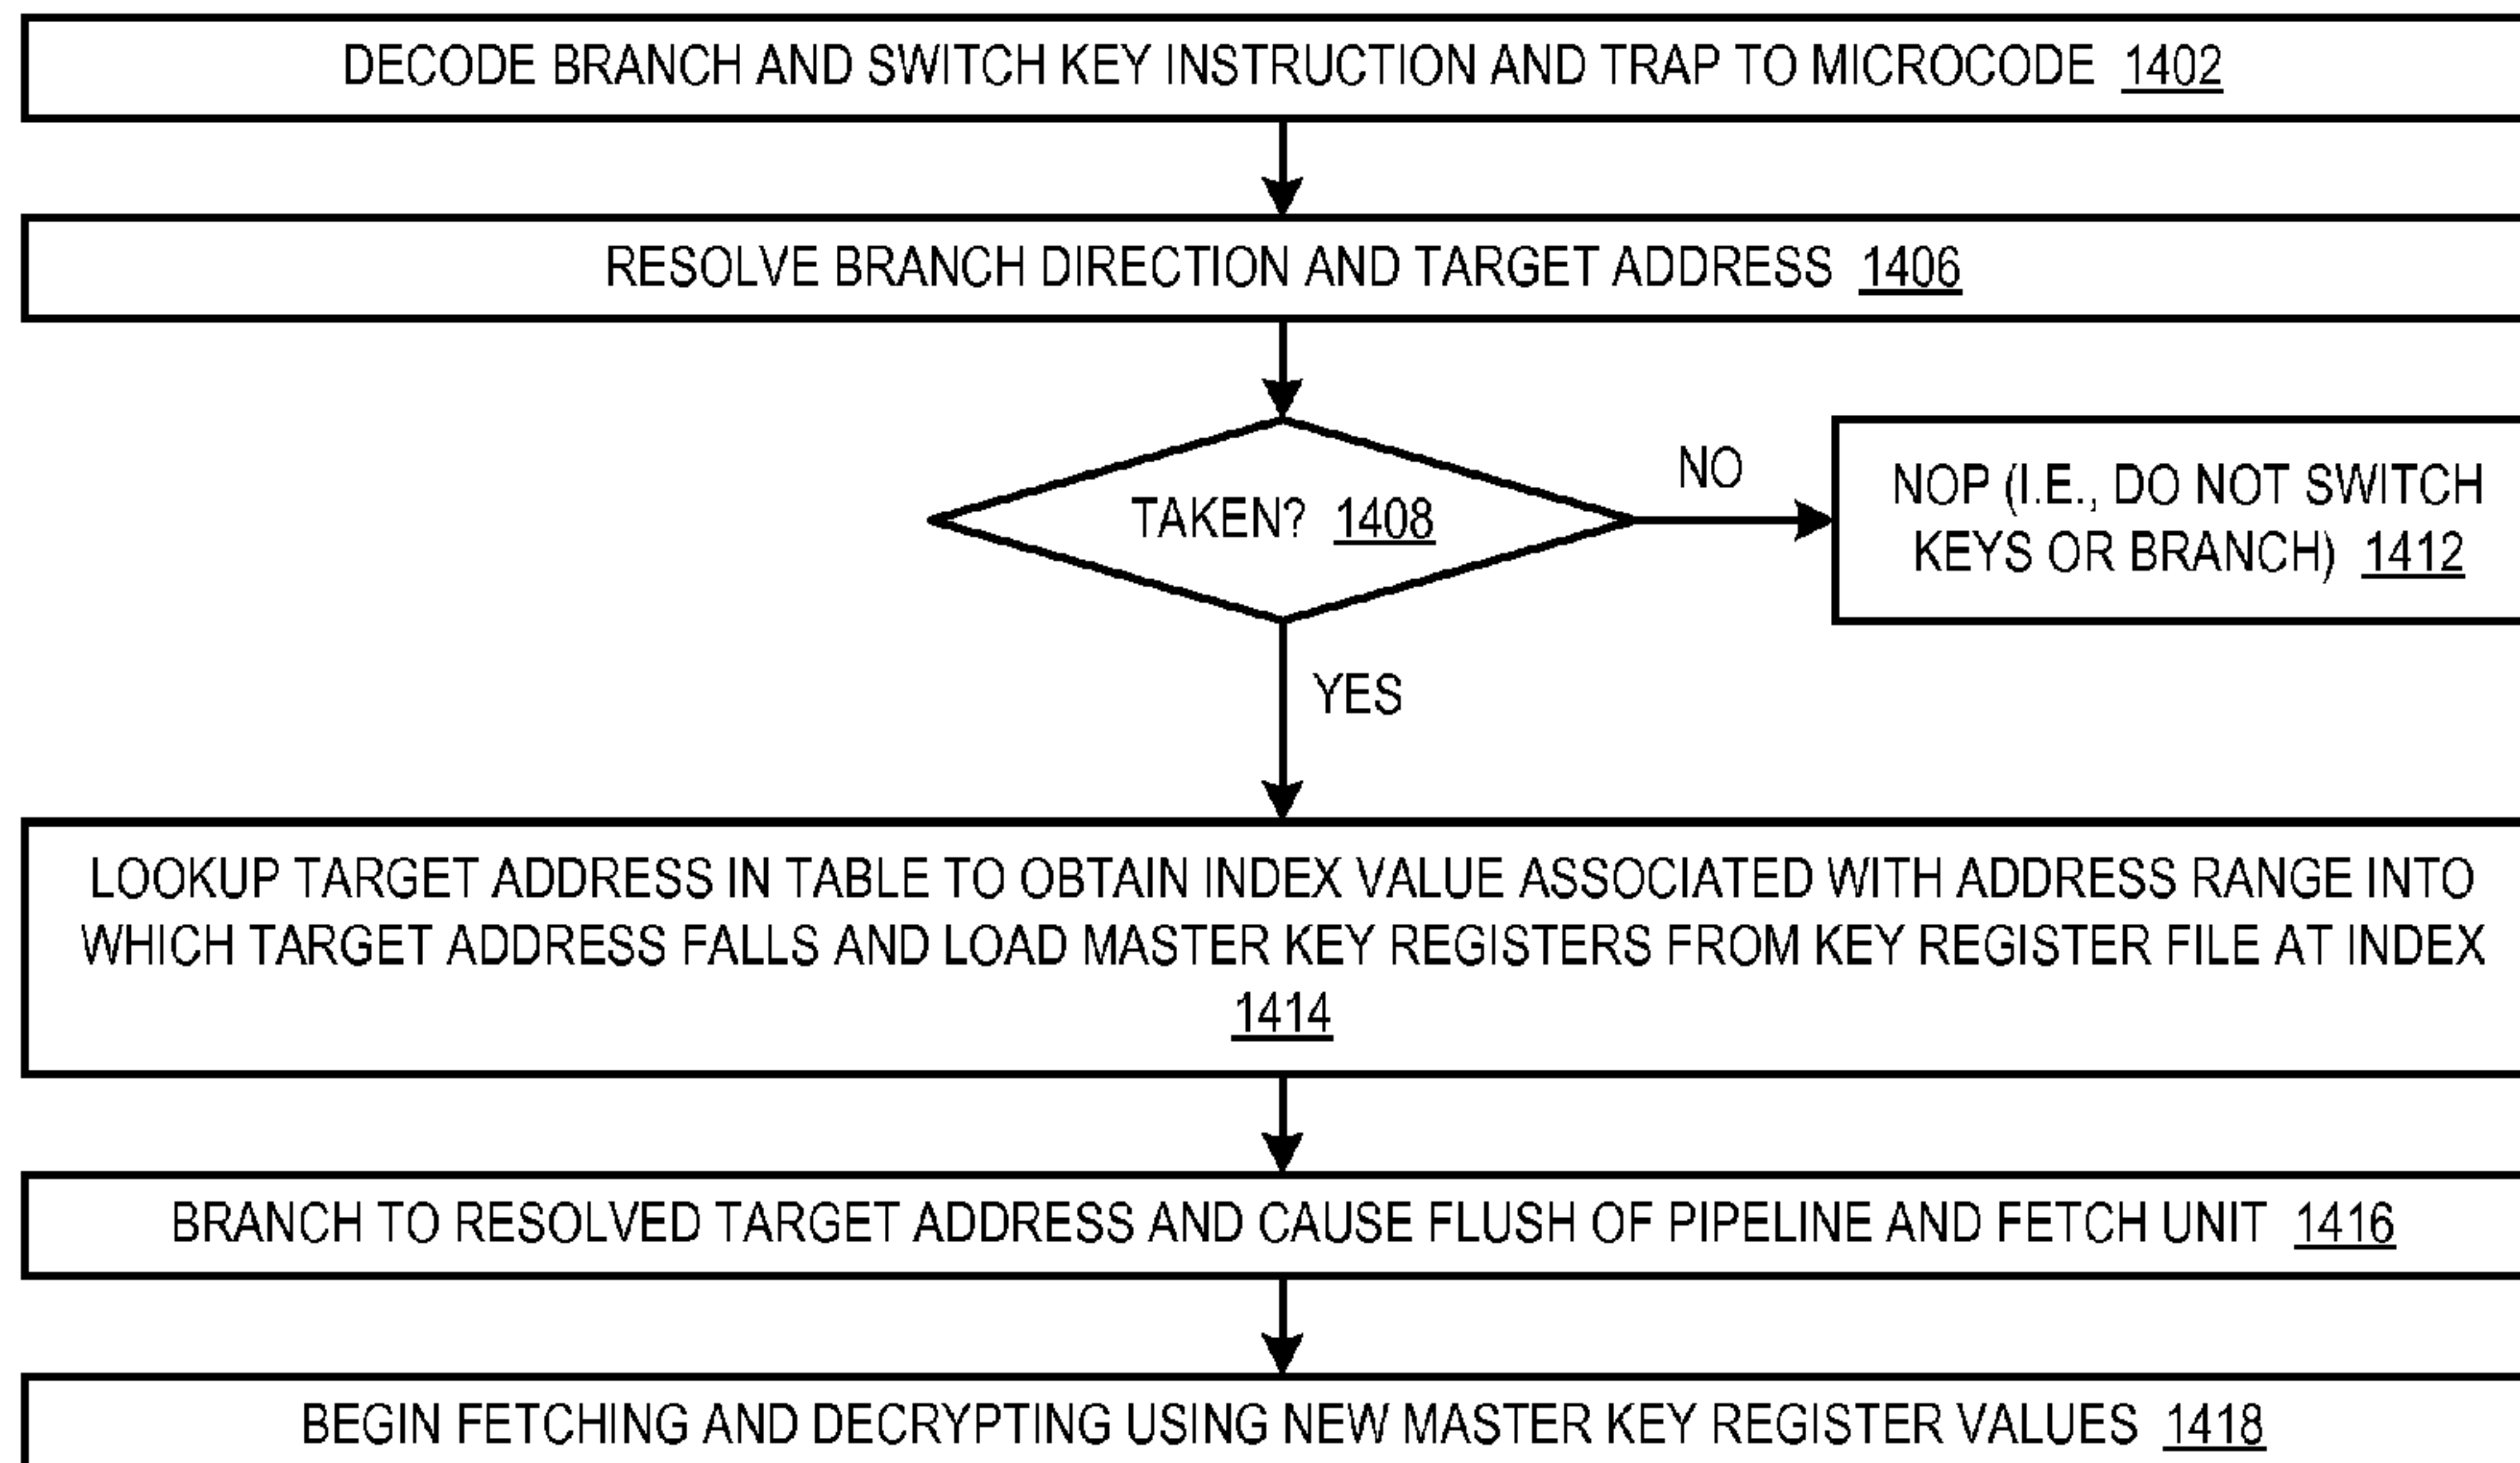 DECODE BRANCH AND SWITCH KEY INSTRUCTION AND TRAP TO MICROCODE 1402
RESOLVE BRANCH DIRECTION AND TARGET ADDRESS 1406
TAKEN? 1408
NO
NOP (I.E., DO NOT SWITCH
KEYS OR BRANCH) 1412
YES
LOOKUP TARGET ADDRESS IN TABLE TO OBTAIN INDEX VALUE ASSOCIATED WITH ADDRESS RANGE INTO
WHICH TARGET ADDRESS FALLS AND LOAD MASTER KEY REGISTERS FROM KEY REGISTER FILE AT INDEX
1414
BRANCH TO RESOLVED TARGET ADDRESS AND CAUSE FLUSH OF PIPELINE AND FETCH UNIT 1416
BEGIN FETCHING AND DECRYPTING USING NEW MASTER KEY REGISTER VALUES 1418